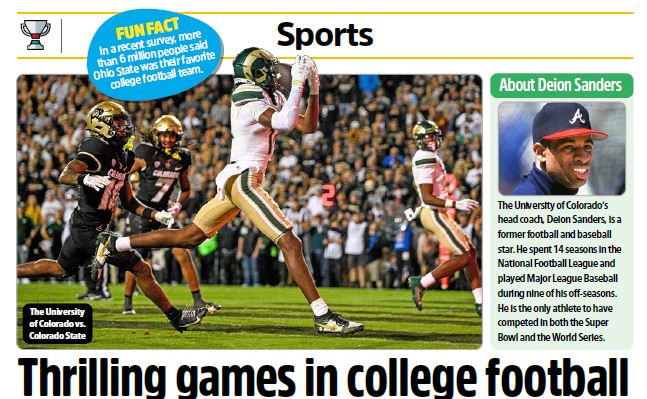 Sports
FUN FACT
In a recent survey, more
than 6 million people said
Ohio State was their favorite
college football team.
The University
of Colorado vs.
Colorado State
2
About Deion Sanders
A
The University of Colorado's
head coach, Deion Sanders, is a
former football and baseball
star. He spent 14 seasons in the
National Football League and
played Major League Baseball
during nine of his off-seasons.
He is the only athlete to have
competed in both the Super
Bowl and the World Series.
Thrilling games in college football